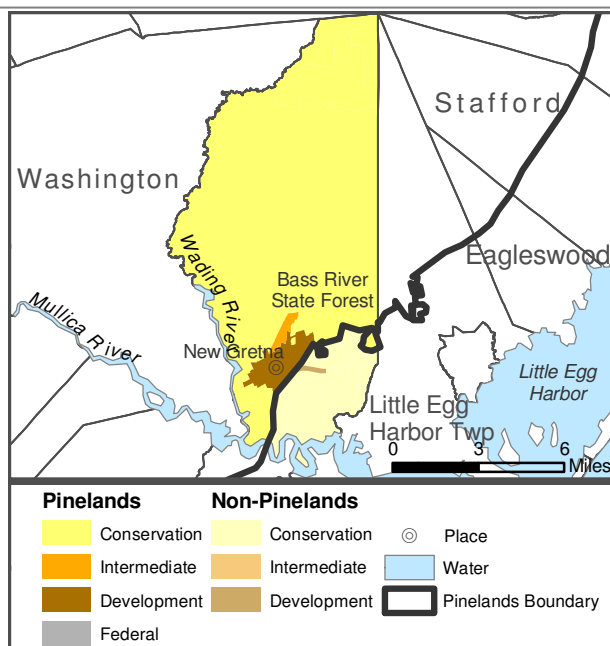 Stafford
Washington
Eagleswood
Wading River
Bass River
State Forest
Mullica River
New Gretna
Little Egg
Harbor
Little Egg
Harbor Twp
0 3 6
Miles
Pinelands Non-Pinelands
Conservation Conservation Place
Intermediate Intermediate Water
Development Development Pinelands Boundary
Federal